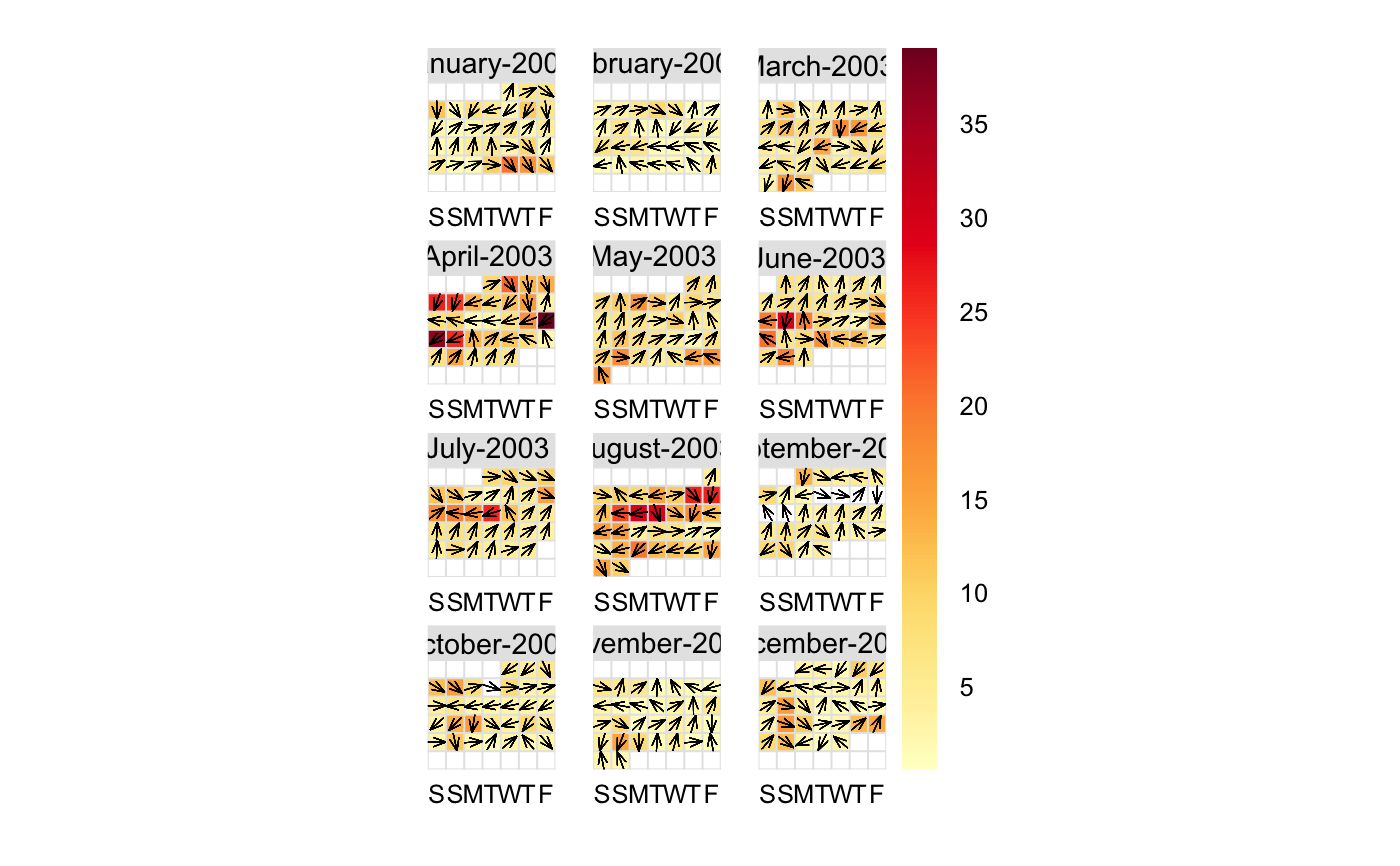 nuary-200
bruary-200
March-2003
SSMTWTF
SSMTWTF
SSMTWTF
April-2003
May-2003
June-2003
SSMTWTF
SSMTWTF
SSMTWTF
July-2003
ugust-2003
tember-20
SSMTWTF
SSMTWTF
SSMTWTF
ctober-200
vember-20
cember-20
SSMTWTF
SSMTWTF
SSMTWTF
35
30
25
20
15
10
5